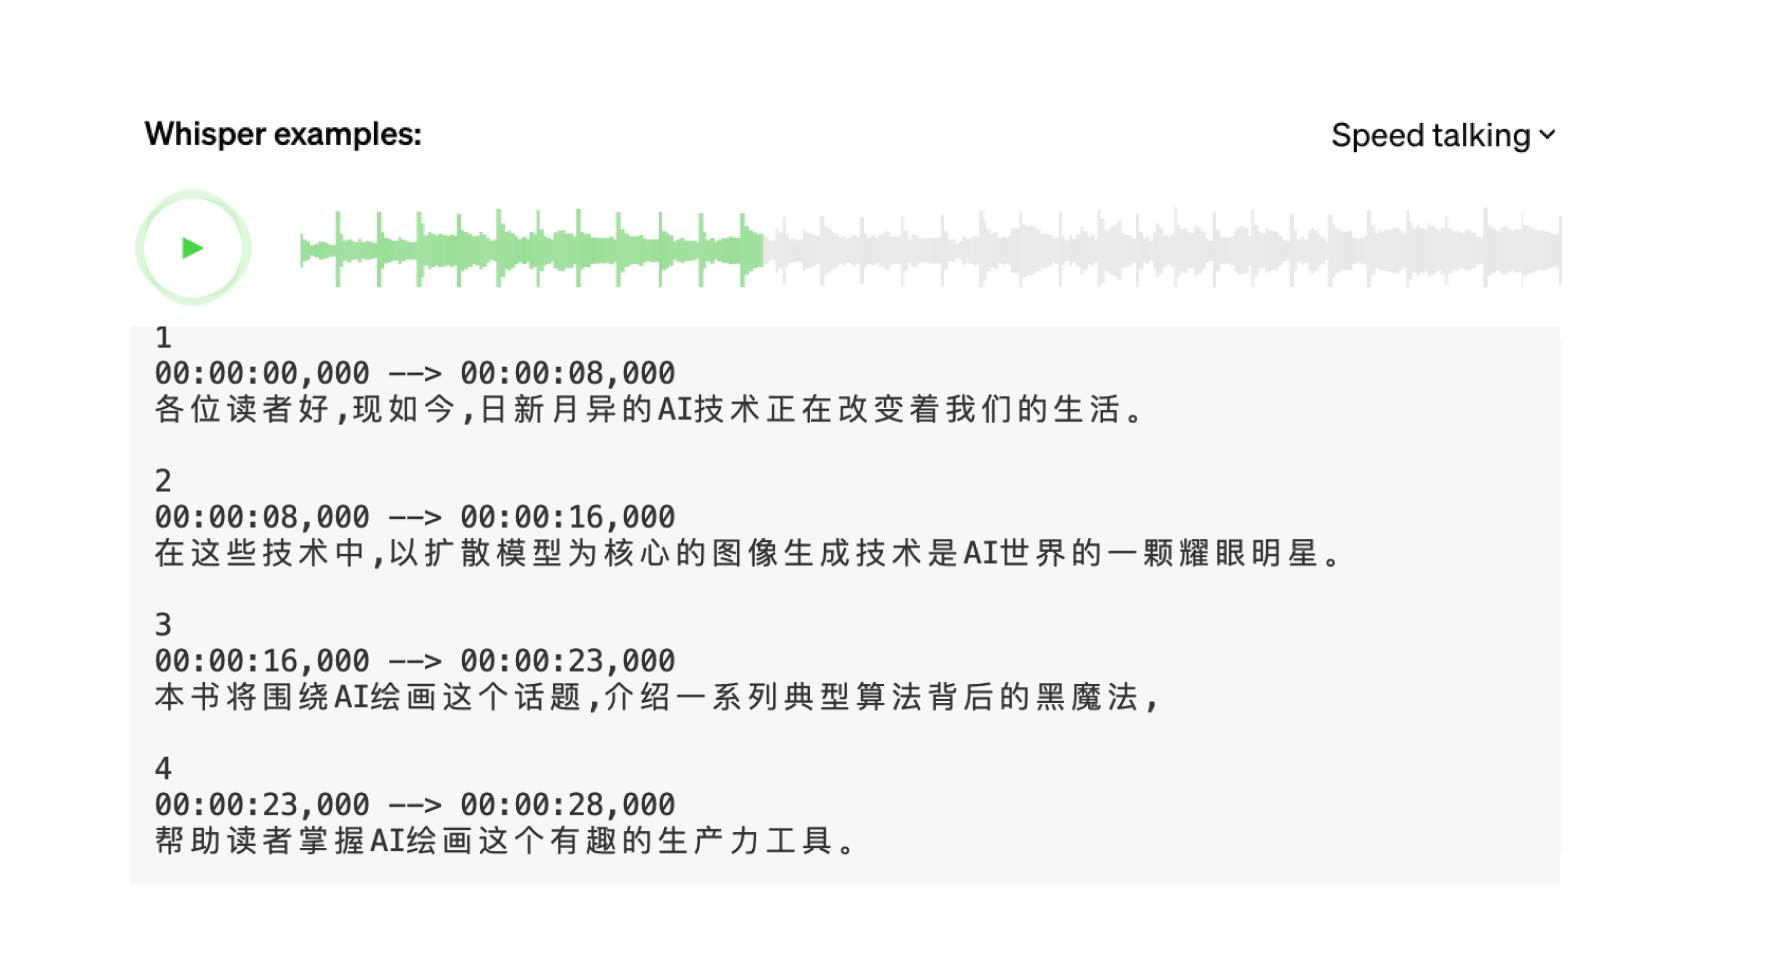 Whisper examples:
Speed talking
1
00:00:00,000 --> 00:00:08,000
各位读者好,现如今,日新月异的AI技术正在改变着我们的生活。
2
00:00:08,000 --> 00:00:16,000
在这些技术中,以扩散模型为核心的图像生成技术是AI世界的一颗耀眼明星。
3
00:00:16,000 --> 00:00:23,000
本书将围绕AI绘画这个话题,介绍一系列典型算法背后的黑魔法,
4
00:00:23,000 --> 00:00:28,000
帮助读者掌握AI绘画这个有趣的生产力工具。